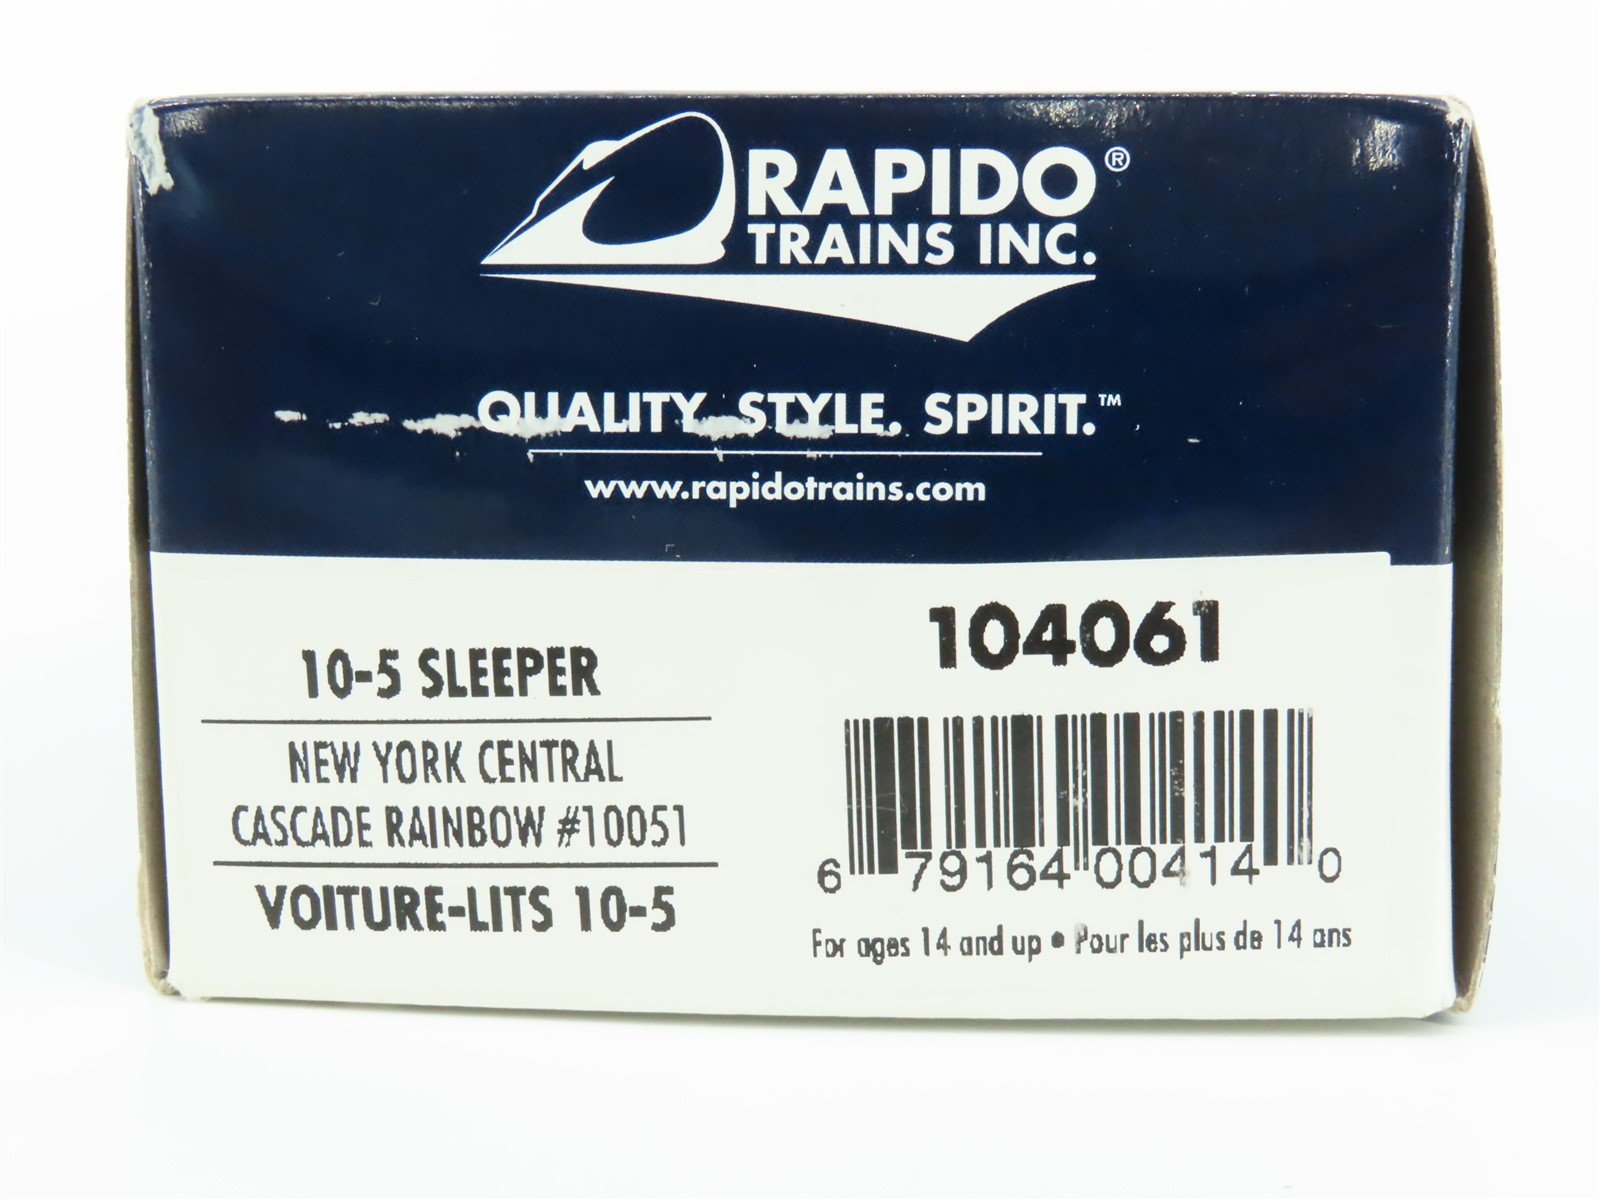 RAPIDO®
TRAINS INC.
QUALITY. STYLE. SPIRIT.™
www.rapidotrains.com
10-5 SLEEPER
NEW YORK CENTRAL
CASCADE RAINBOW #10051
VOITURE-LITS 10-5
104061
6 79164 00414 0
For ages 14 and up • Pour les plus de 14 ans